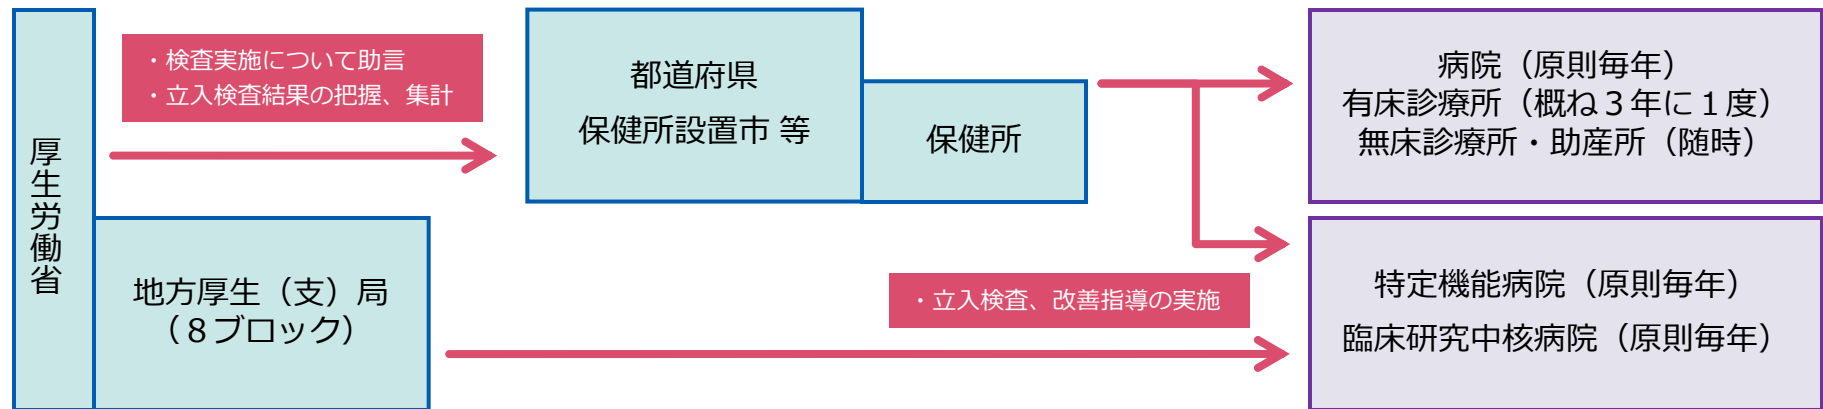 厚生労働省
・検査実施について助言
・立入検査結果の把握、集計
都道府県
保健所設置市 等
保健所
病院（原則毎年）
有床診療所（概ね３年に１度）
無床診療所・助産所（随時）
地方厚生（支）局
（８ブロック）
・立入検査、改善指導の実施
特定機能病院（原則毎年）
臨床研究中核病院（原則毎年）